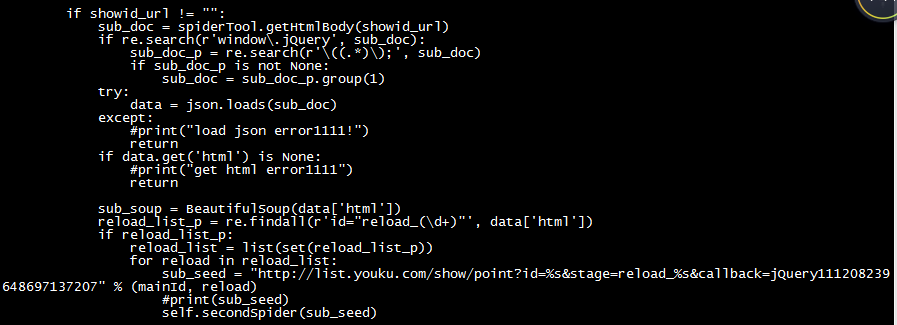 if showid_url != "":
    sub_doc = spiderTool.getHtmlBody(showid_url)
    if re.search(r'window\.jQuery', sub_doc):
        sub_doc_p = re.search(r'\((.*)\);', sub_doc)
        if sub_doc_p is not None:
            sub_doc = sub_doc_p.group(1)
    try:
        data = json.loads(sub_doc)
    except:
        #print("load json error1111!")
        return
    if data.get('html') is None:
        #print("get html error1111")
        return

    sub_soup = BeautifulSoup(data['html'])
    reload_list_p = re.findall(r'id="reload_(\d+)"', data['html'])
    if reload_list_p:
        reload_list = list(set(reload_list_p))
        for reload in reload_list:
            sub_seed = "http://list.youku.com/show/point?id=%s&stage=reload_%s&callback=jQuery111208239
648697137207" % (mainId, reload)
            #print(sub_seed)
            self.secondSpider(sub_seed)